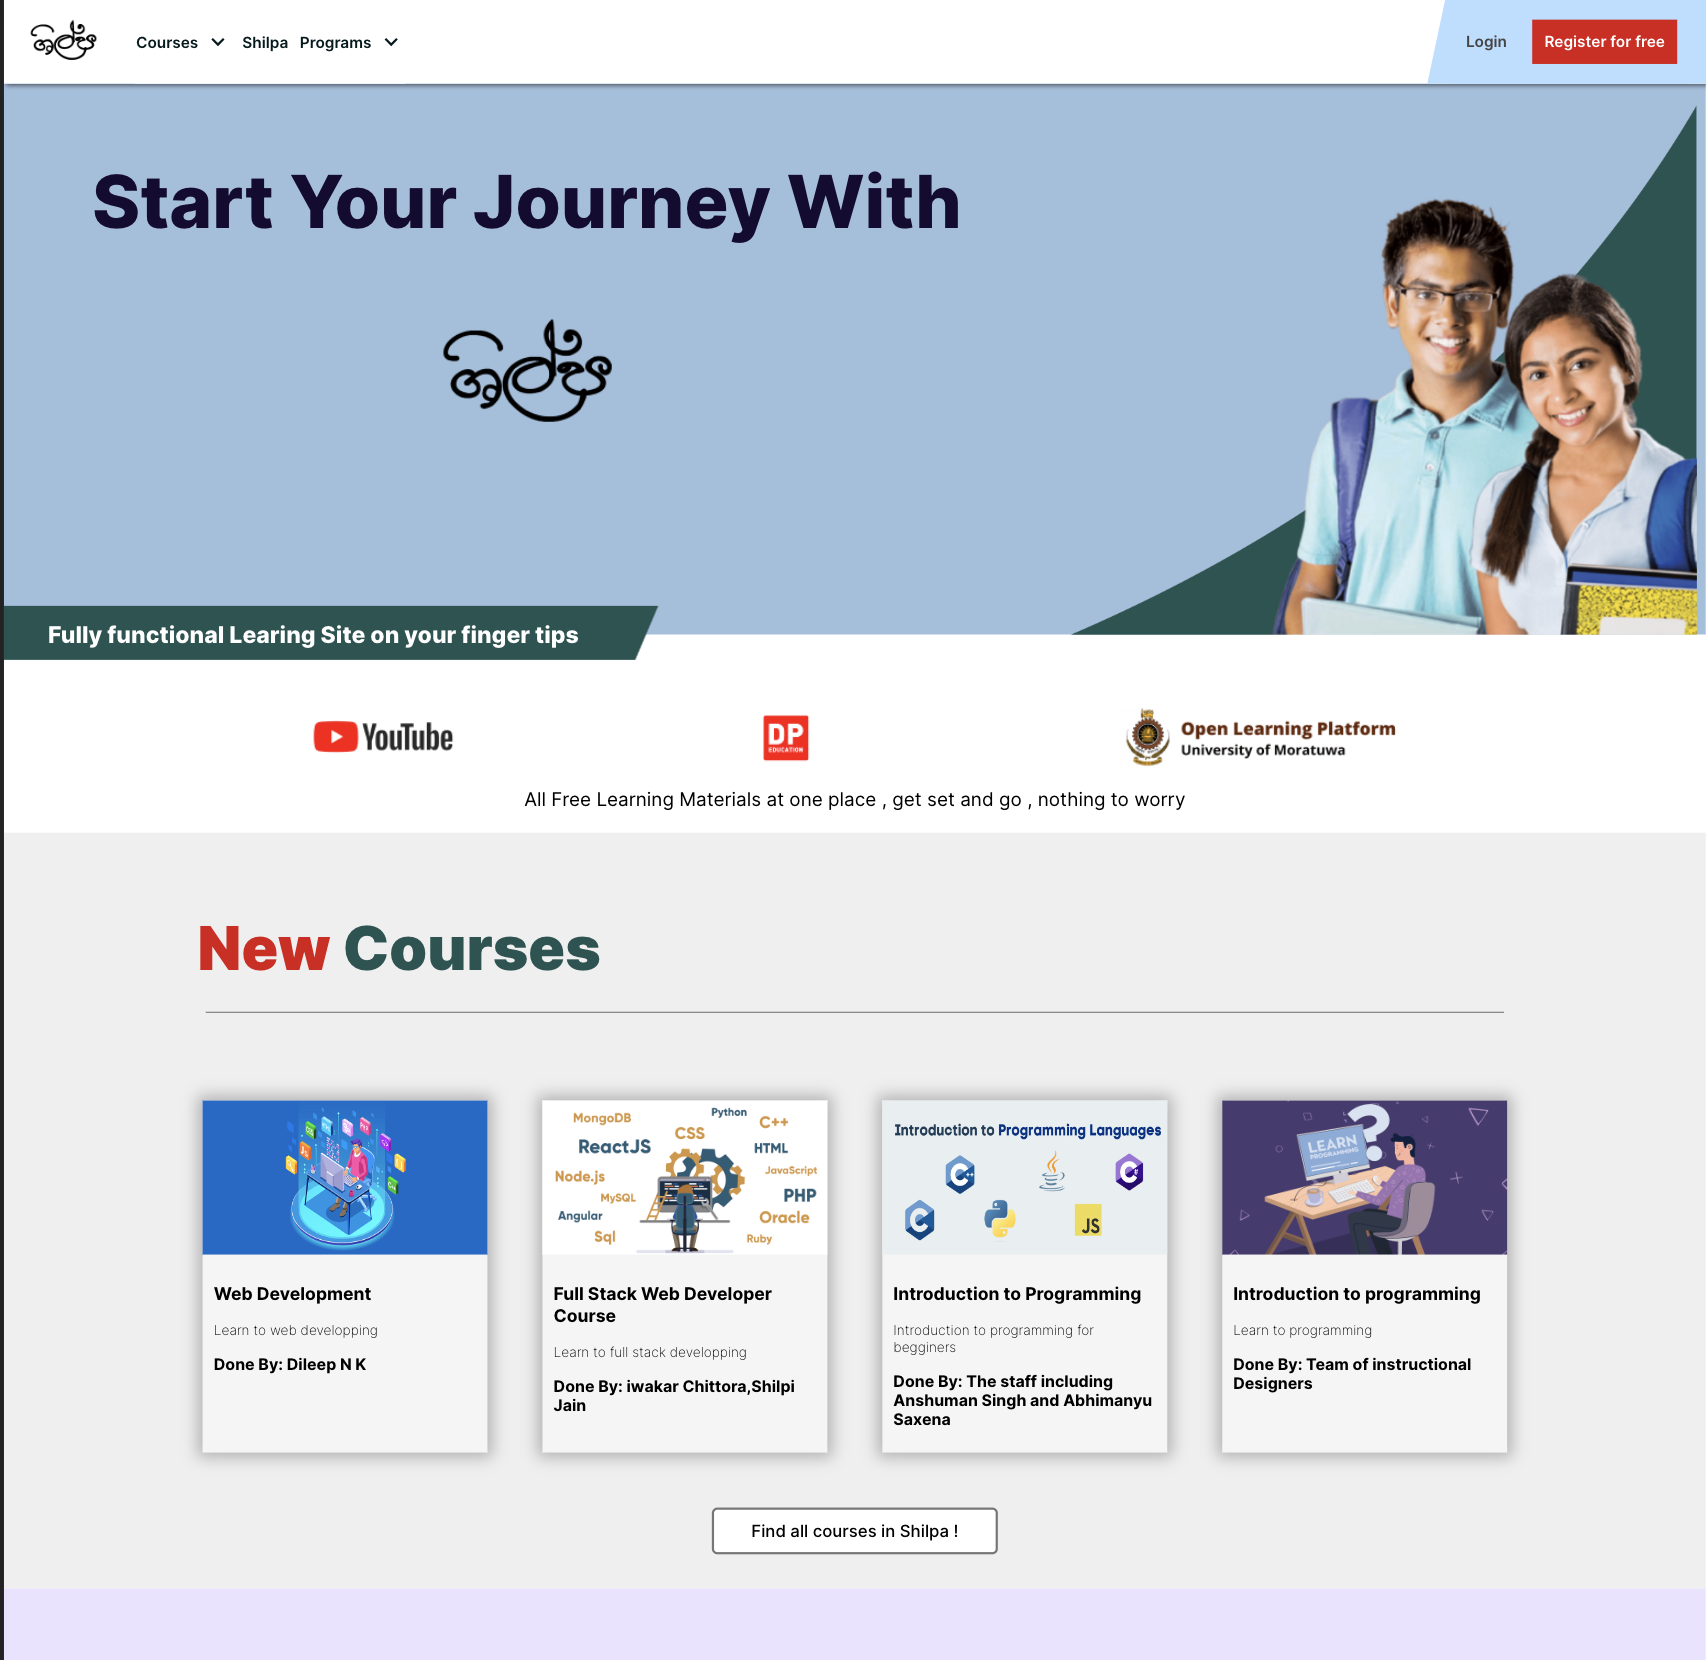 ශිල්ප
Courses
Shilpa Programs
Login
Register for free
Start Your Journey With
ශිල්ප
Fully functional Learing Site on your finger tips
YouTube
DP
EDUCATION
Open Learning Platform
University of Moratuwa
All Free Learning Materials at one place , get set and go , nothing to worry
New Courses
MongoDB
Python
C++
ReactJS
CSS
HTML
Node.js
JavaScript
MySQL
PHP
Angular
Oracle
Sql
Ruby
Introduction to Programming Languages
C++
C
JS
LEARN
PROGRAMMING
?
Web Development
Learn to web developping
Done By: Dileep N K
Full Stack Web Developer
Course
Learn to full stack developping
Done By: iwakar Chittora,Shilpi
Jain
Introduction to Programming
Introduction to programming for
begginers
Done By: The staff including
Anshuman Singh and Abhimanyu
Saxena
Introduction to programming
Learn to programming
Done By: Team of instructional
Designers
Find all courses in Shilpa !